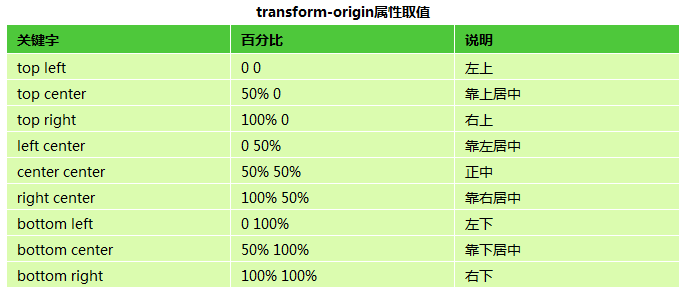 transform-origin属性取值
关键字 百分比 说明
top left 0 0 左上
top center 50% 0 靠上居中
top right 100% 0 右上
left center 0 50% 靠左居中
center center 50% 50% 正中
right center 100% 50% 靠右居中
bottom left 0 100% 左下
bottom center 50% 100% 靠下居中
bottom right 100% 100% 右下